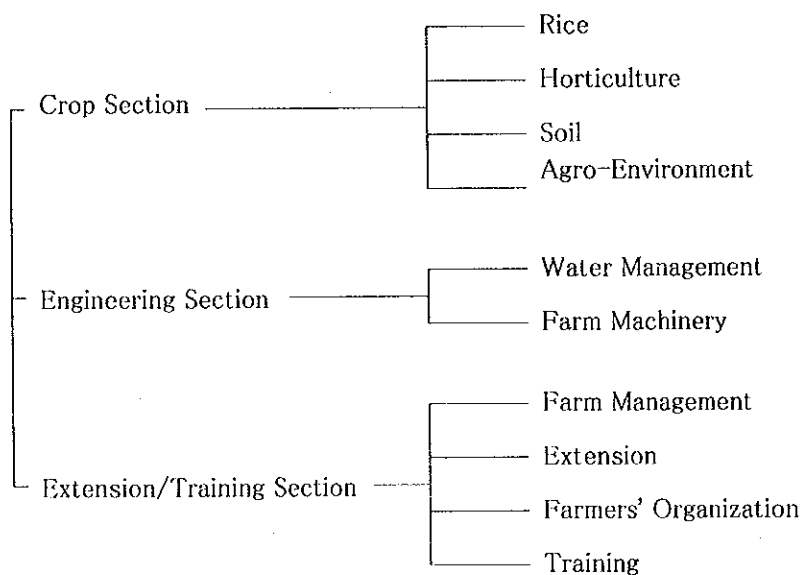 Crop Section
Rice
Horticulture
Soil
Agro-Environment
Engineering Section
Water Management
Farm Machinery
Extension/Training Section
Farm Management
Extension
Farmers' Organization
Training